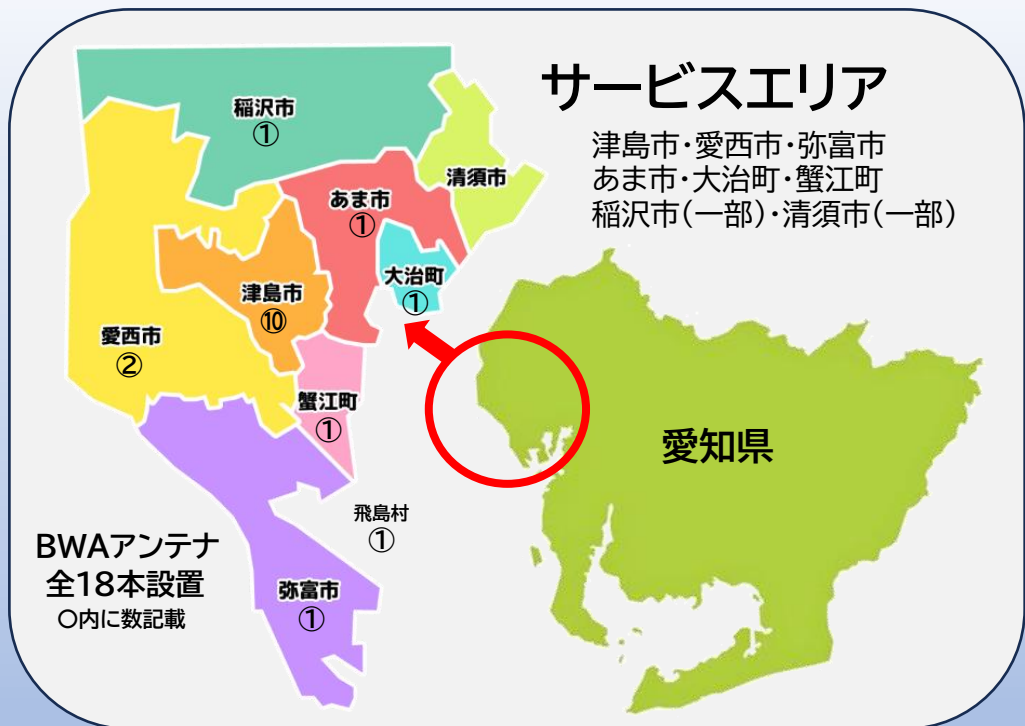 サービスエリア
津島市・愛西市・弥富市
あま市・大治町・蟹江町
稲沢市(一部)・清須市(一部)
稲沢市
①
清須市
あま市
①
大治町
①
津島市
⑩
愛西市
②
蟹江町
①
愛知県
飛島村
①
BWAアンテナ
全18本設置
○内に数記載
弥富市
①